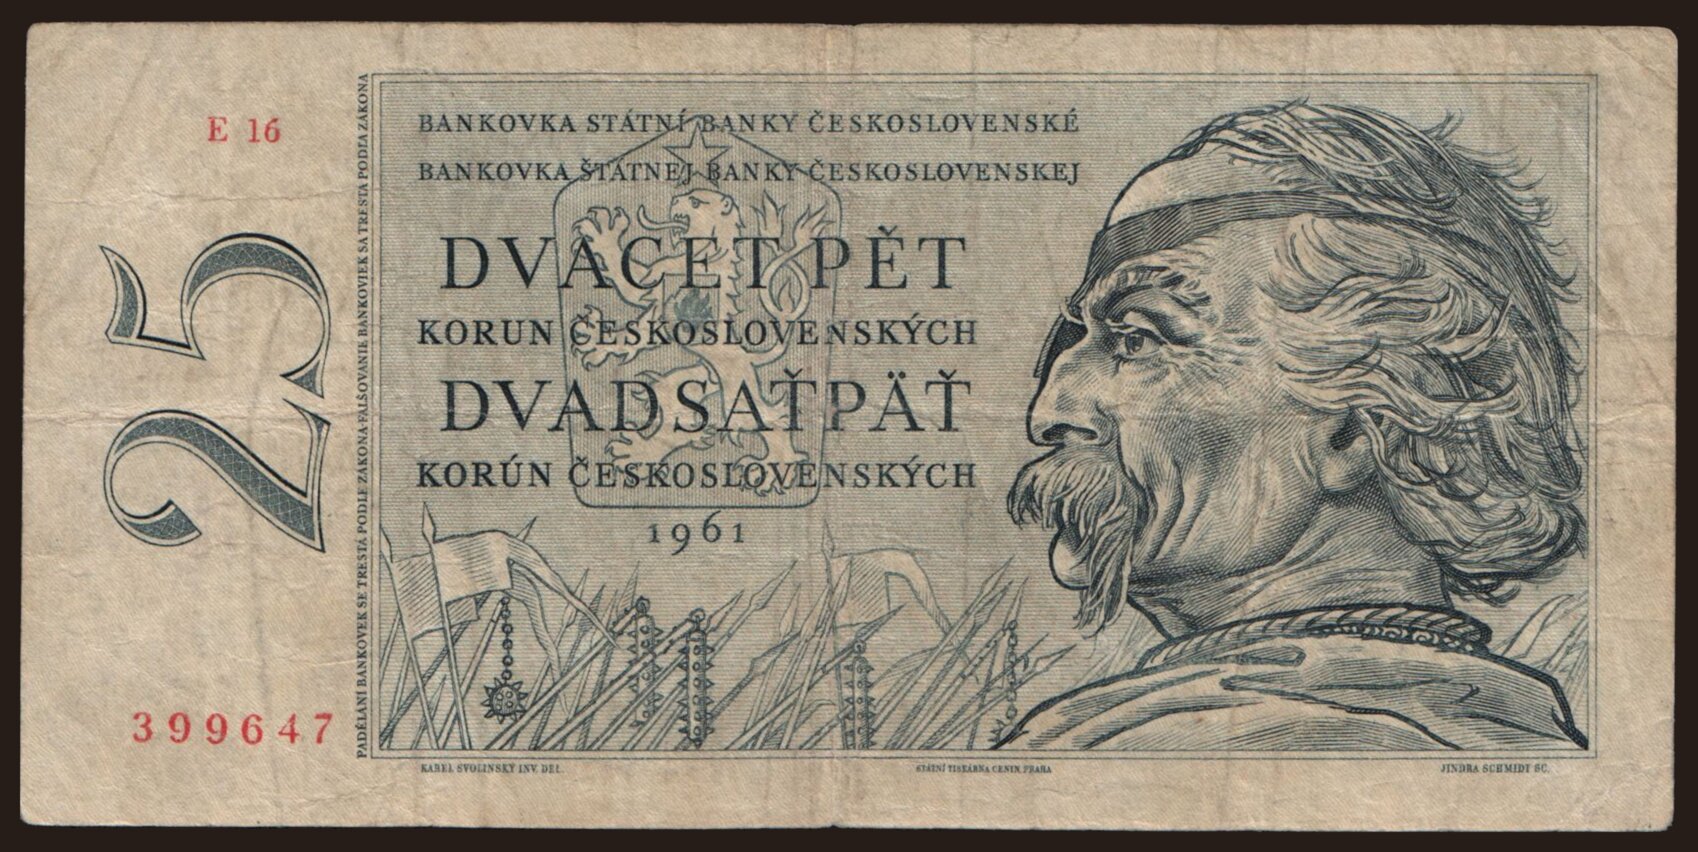 E 16
BANKOVKA STÁTNÍ BANKY ČESKOSLOVENSKÉ
BANKOVKA ŠTÁTNEJ BANKY ČESKOSLOVENSKEJ
DVACET PĚT
KORUN ČESKOSLOVENSKÝCH
DVADSAŤPÄŤ
KORÚN ČESKOSLOVENSKÝCH
1961
25
399647
PADĚLÁNÍ BANKOVEK SE TRESTÁ PODLE ZÁKONA·FALŠOVANIE BANKOVIEK SA TRESTÁ PODĽA ZÁKONA
KAREL SVOLINSKÝ INV. DEL.
STÁTNÍ TISKÁRNA CENIN, PRAHA
JINDRA SCHMIDT SC.